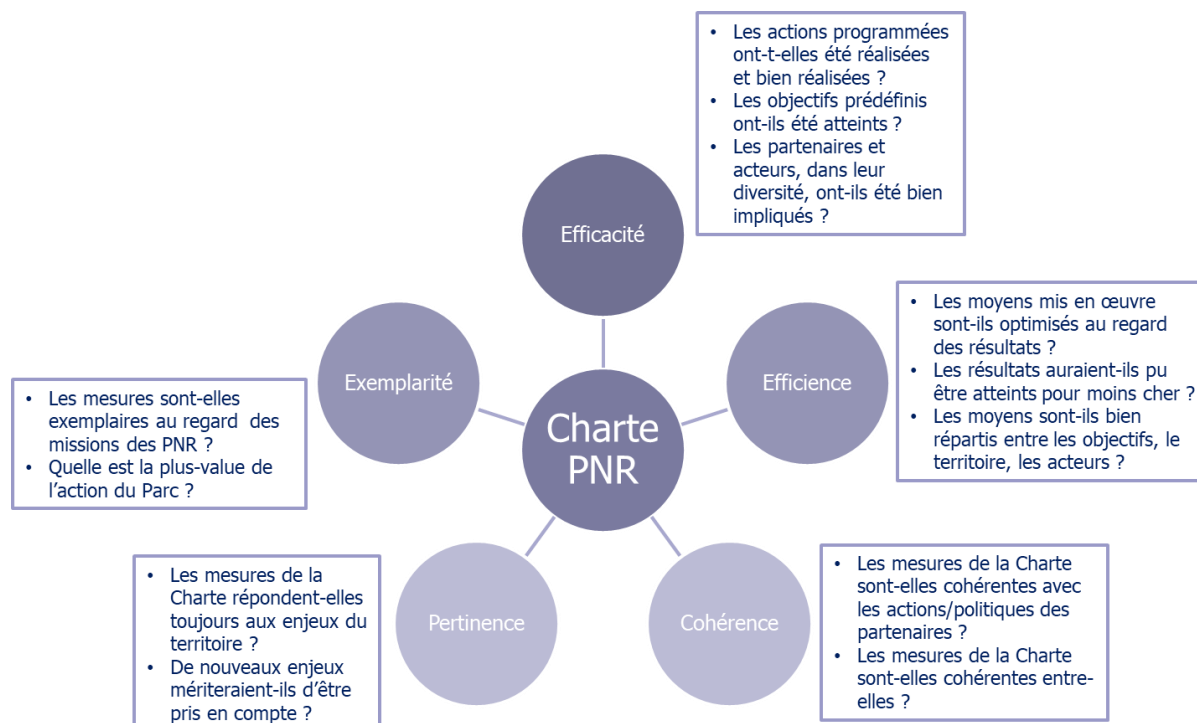 • Les actions programmées
ont-t-elles été réalisées
et bien réalisées ?
• Les objectifs prédéfinis
ont-ils été atteints ?
• Les partenaires et
acteurs, dans leur
diversité, ont-ils été bien
impliqués ?
Efficacité
• Les moyens mis en œuvre
sont-ils optimisés au regard
des résultats ?
• Les résultats auraient-ils pu
être atteints pour moins cher ?
• Les moyens sont-ils bien
répartis entre les objectifs, le
territoire, les acteurs ?
Efficience
Exemplarité
• Les mesures sont-elles
exemplaires au regard des
missions des PNR ?
• Quelle est la plus-value de
l’action du Parc ?
Charte
PNR
• Les mesures de la
Charte répondent-elles
toujours aux enjeux du
territoire ?
• De nouveaux enjeux
mériteraient-ils d’être
pris en compte ?
Pertinence
Cohérence
• Les mesures de la Charte
sont-elles cohérentes avec
les actions/politiques des
partenaires ?
• Les mesures de la Charte
sont-elles cohérentes entre-
elles ?